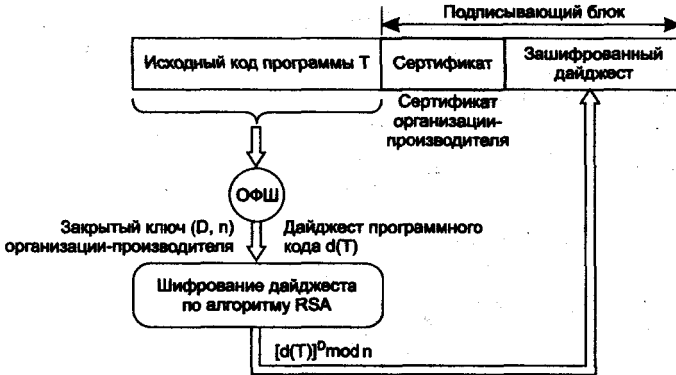 Подписывающий блок
Исходный код программы T
Сертификат
Зашифрованный
дайджест
Сертификат
организации-
производителя
ОФШ
Закрытый ключ (D, n)
организации-производителя
Дайджест программного
кода d(T)
Шифрование дайджеста
по алгоритму RSA
[d(T)]ᴰmod n